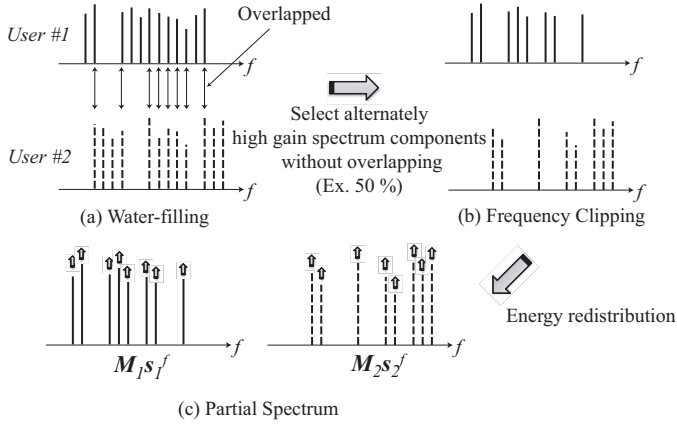 User #1
Overlapped
f
f
Select alternately
high gain spectrum components
without overlapping
(Ex. 50 %)
User #2
f
f
(a) Water-filling
(b) Frequency Clipping
Energy redistribution
f
f
M1s1f
M2s2f
(c) Partial Spectrum